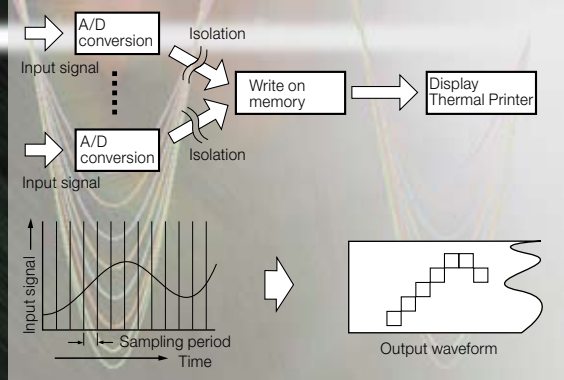 A/D
conversion
Isolation
Input signal
Write on
memory
Display
Thermal Printer
A/D
conversion
Isolation
Input signal
Input signal
Sampling period
Time
Output waveform